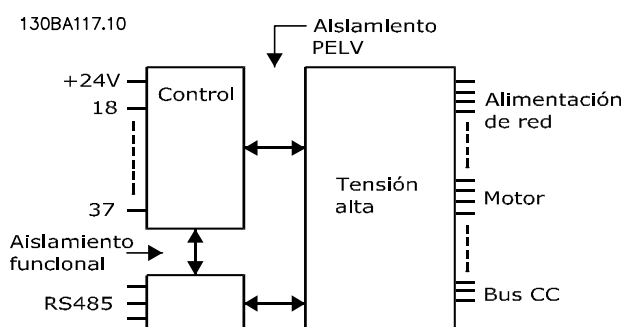 130BA117.10
Aislamiento
PELV
+24V
18
37
Control
Tensión
alta
Alimentación
de red
Motor
Bus CC
Aislamiento
funcional
RS485